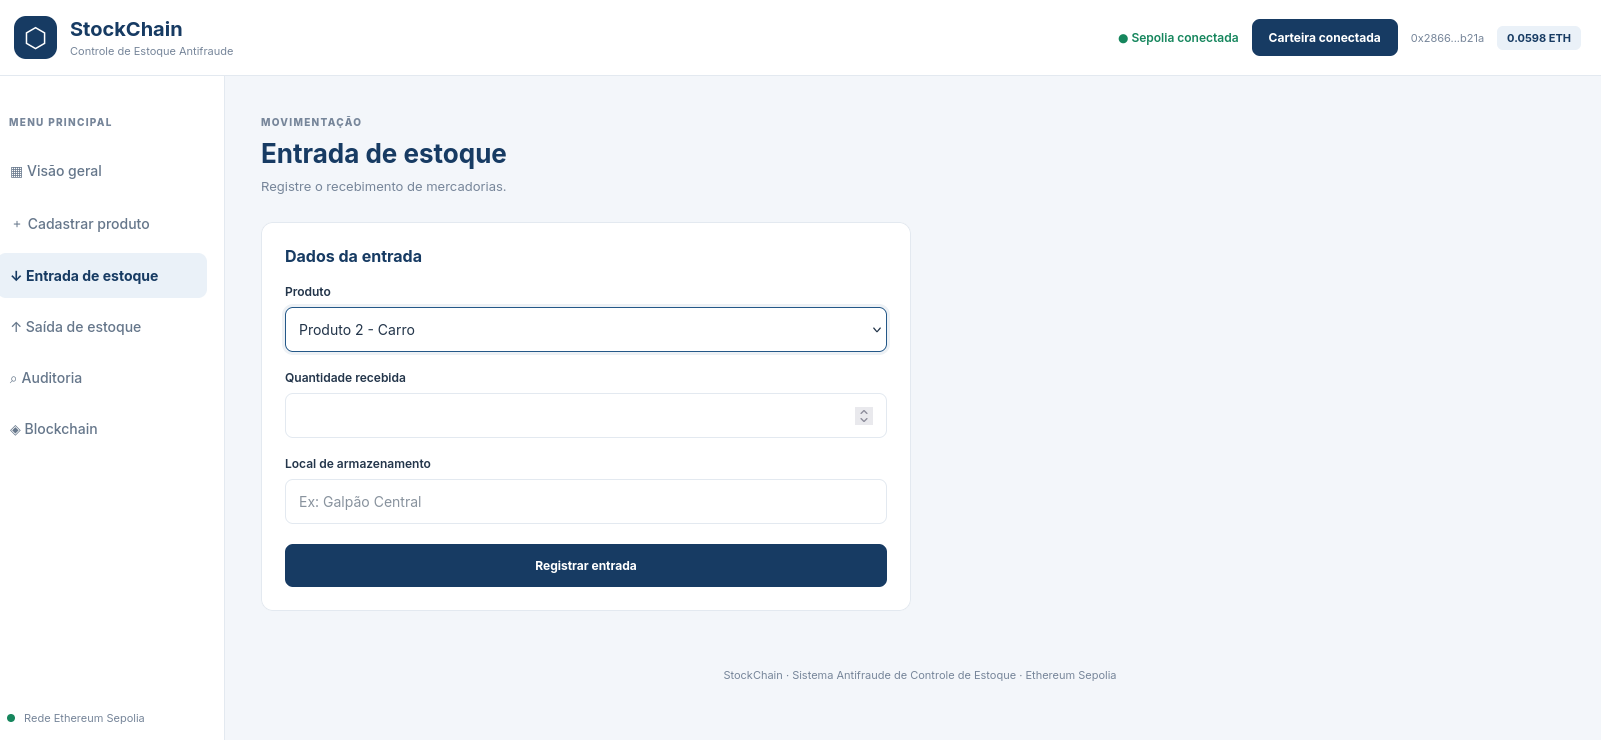 StockChain
Controle de Estoque Antifraude
Sepolia conectada
Carteira conectada
0x2866...b21a
0.0598 ETH
MENU PRINCIPAL
Visão geral
+ Cadastrar produto
↓ Entrada de estoque
↑ Saída de estoque
Auditoria
Blockchain
Rede Ethereum Sepolia
MOVIMENTAÇÃO
Entrada de estoque
Registre o recebimento de mercadorias.
Dados da entrada
Produto
Produto 2 - Carro
Quantidade recebida
Local de armazenamento
Ex: Galpão Central
Registrar entrada
StockChain · Sistema Antifraude de Controle de Estoque · Ethereum Sepolia